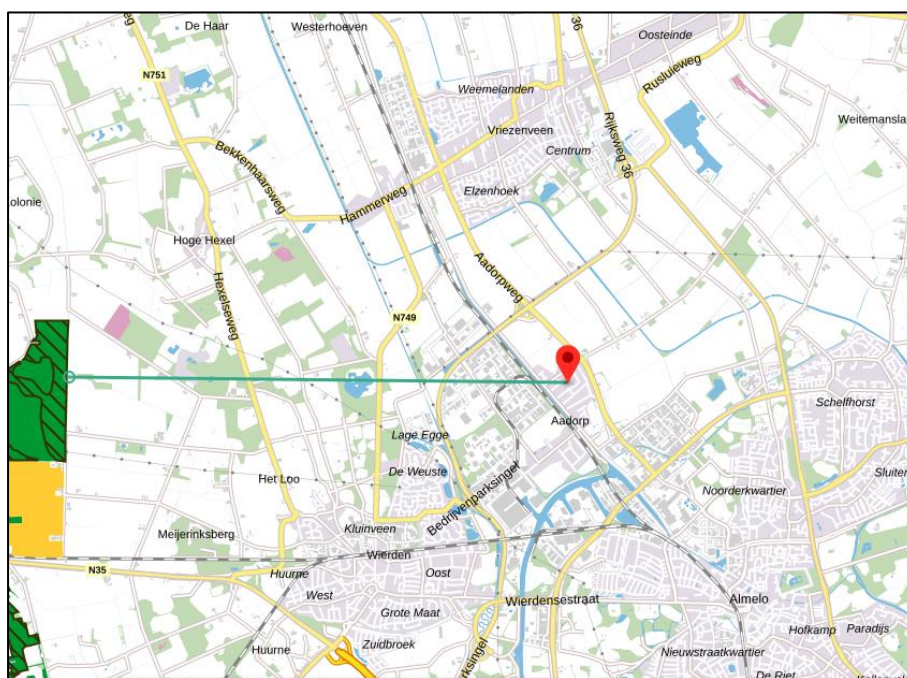 De Haar
Westerhoeven
36
Oosteinde
N751
Weemelanden
Rusluieweg
Vriezenveen
Weitemansla
Centrum
Rijksweg 36
Bekkenhaarsweg
Elzenhoek
Hammerweg
olonie
Hoge Hexel
Aadorpweg
Hexelseweg
N749
Schelfhorst
Aadorp
Lage Egge
De Weuste
Sluiter
Het Loo
Noorderkwartier
Bedrijvenparksingel
Kluinveen
Meijerinksberg
Wierden
N35
Huurne
Oost
West
Wierdensestraat
Almelo
Grote Maat
Hofkamp
Paradijs
Zuidbroek
Huurne
rksingel
Nieuwstraatkwartier
De Riet